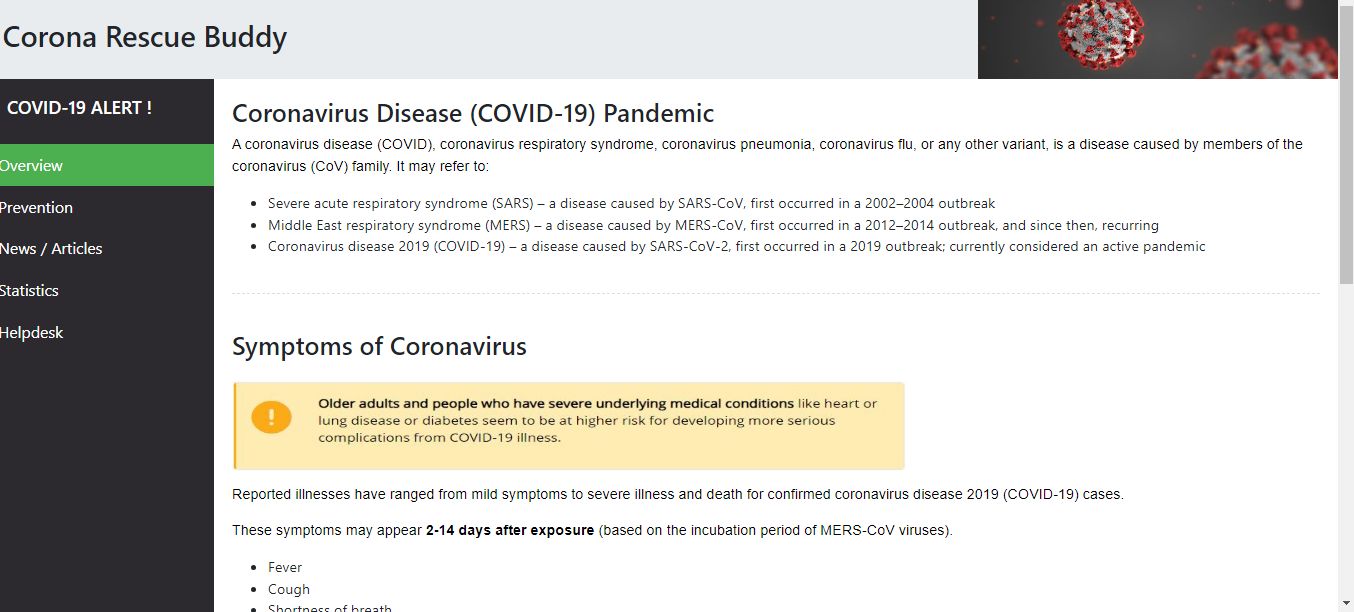 Corona Rescue Buddy
COVID-19 ALERT !
Overview
Prevention
News / Articles
Statistics
Helpdesk
Coronavirus Disease (COVID-19) Pandemic
A coronavirus disease (COVID), coronavirus respiratory syndrome, coronavirus pneumonia, coronavirus flu, or any other variant, is a disease caused by members of the
coronavirus (CoV) family. It may refer to:
• Severe acute respiratory syndrome (SARS) – a disease caused by SARS-CoV, first occurred in a 2002–2004 outbreak
• Middle East respiratory syndrome (MERS) – a disease caused by MERS-CoV, first occurred in a 2012–2014 outbreak, and since then, recurring
• Coronavirus disease 2019 (COVID-19) – a disease caused by SARS-CoV-2, first occurred in a 2019 outbreak; currently considered an active pandemic
Symptoms of Coronavirus
Older adults and people who have severe underlying medical conditions like heart or
lung disease or diabetes seem to be at higher risk for developing more serious
complications from COVID-19 illness.
Reported illnesses have ranged from mild symptoms to severe illness and death for confirmed coronavirus disease 2019 (COVID-19) cases.
These symptoms may appear 2-14 days after exposure (based on the incubation period of MERS-CoV viruses).
• Fever
• Cough
• Shortness of breath